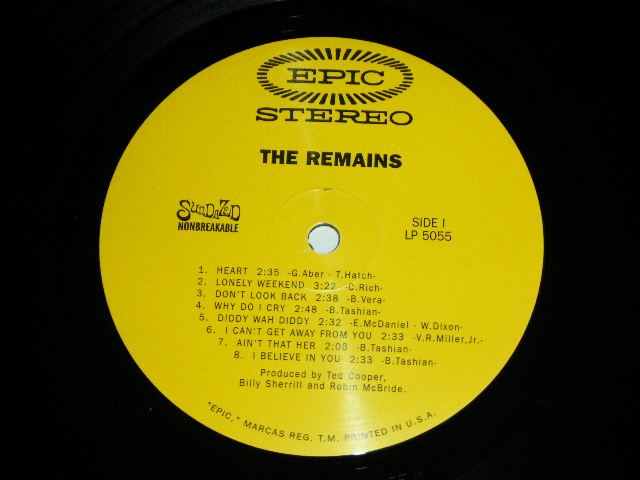 EPIC
STEREO
THE REMAINS
SUNDAZED
NONBREAKABLE
SIDE I
LP 5055
1. HEART 2:35 -G.Aber - T.Hatch-
2. LONELY WEEKEND 3:22 -C.Rich-
3. DON'T LOOK BACK 2:38 -B.Vera-
4. WHY DO I CRY 2:48 -B.Tashian-
5. DIDDY WAH DIDDY 2:32 -E.McDaniel - W.Dixon-
6. I CAN'T GET AWAY FROM YOU 2:33 -V.R.Miller,Jr.-
7. AIN'T THAT HER 2:08 -B.Tashian-
8. I BELIEVE IN YOU 2:33 -B.Tashian-
Produced by Ted Cooper,
Billy Sherrill and Robin McBride.
"EPIC," MARCAS REG. T.M. PRINTED IN U.S.A.